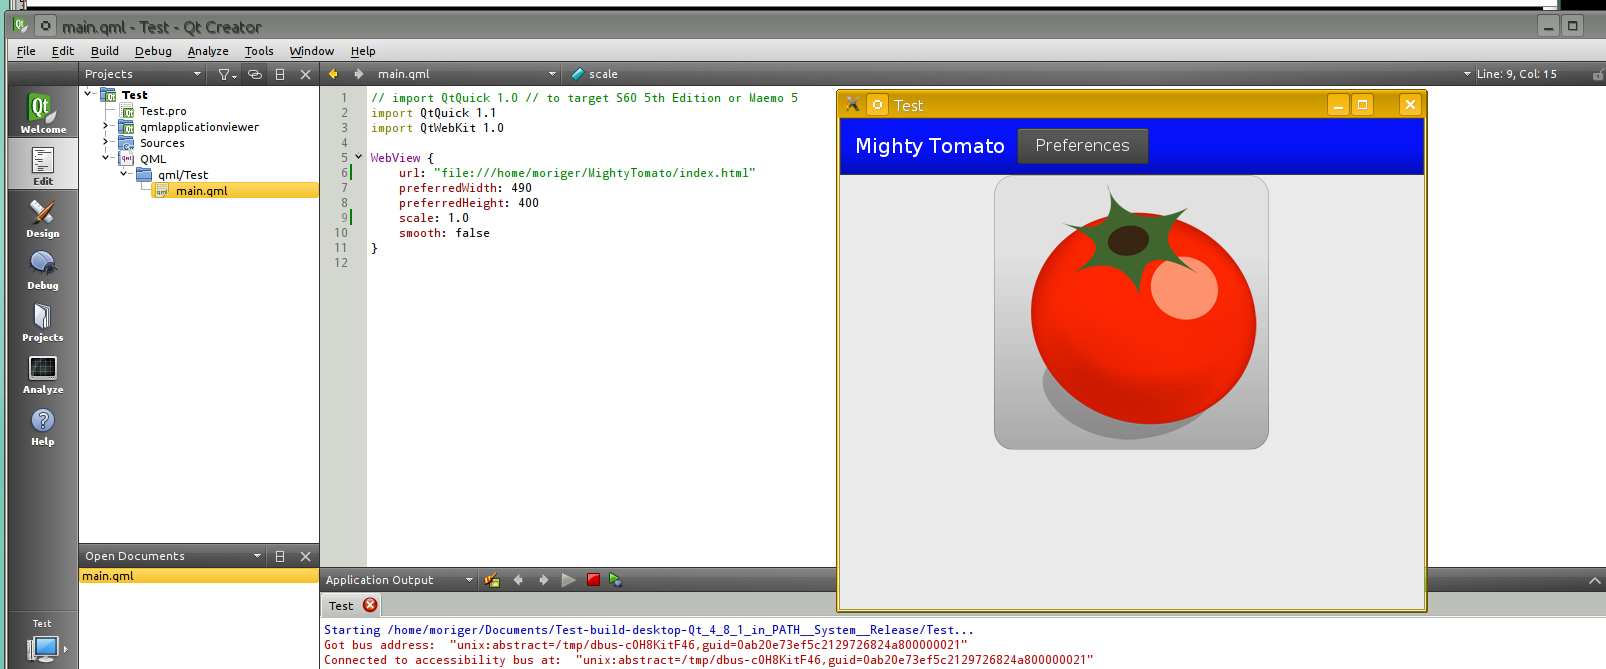 main.qml - Test - Qt Creator
File Edit Build Debug Analyze Tools Window Help
Projects
main.qml
scale
Line: 9, Col: 15
Qt
Welcome
Edit
Design
Debug
Projects
Analyze
Help
Test
Test
Test.pro
qmlapplicationviewer
Sources
QML
qml/Test
main.qml
Open Documents
main.qml
1 // import QtQuick 1.0 // to target S60 5th Edition or Maemo 5
2 import QtQuick 1.1
3 import QtWebKit 1.0
4
5 WebView {
6 url: "file:///home/moriger/MightyTomato/index.html"
7 preferredWidth: 490
8 preferredHeight: 400
9 scale: 1.0
10 smooth: false
11 }
12
Test
Mighty Tomato Preferences
Application Output
Test
Starting /home/moriger/Documents/Test-build-desktop-Qt_4_8_1_in_PATH__System__Release/Test...
Got bus address: "unix:abstract=/tmp/dbus-cOH8KitF46,guid=0ab20e73ef5c2129726824a800000021"
Connected to accessibility bus at: "unix:abstract=/tmp/dbus-cOH8KitF46,guid=0ab20e73ef5c2129726824a800000021"